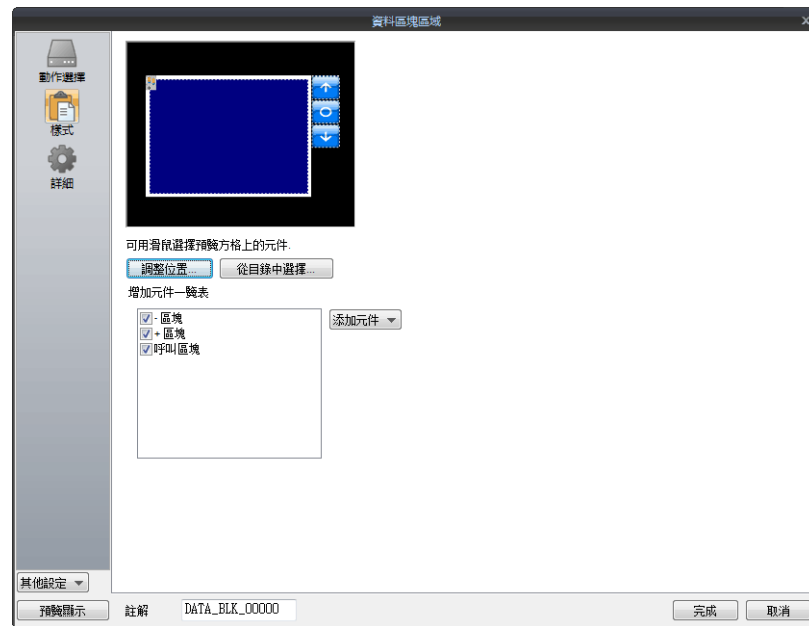 資料區塊區域
動作選擇
樣式
詳細
可用滑鼠選擇預覽方格上的元件.
調整位置...
從目錄中選擇...
增加元件一覽表
- 區塊
+ 區塊
呼叫區塊
添加元件
其他設定
預覽顯示
註解
DATA_BLK_00000
完成
取消